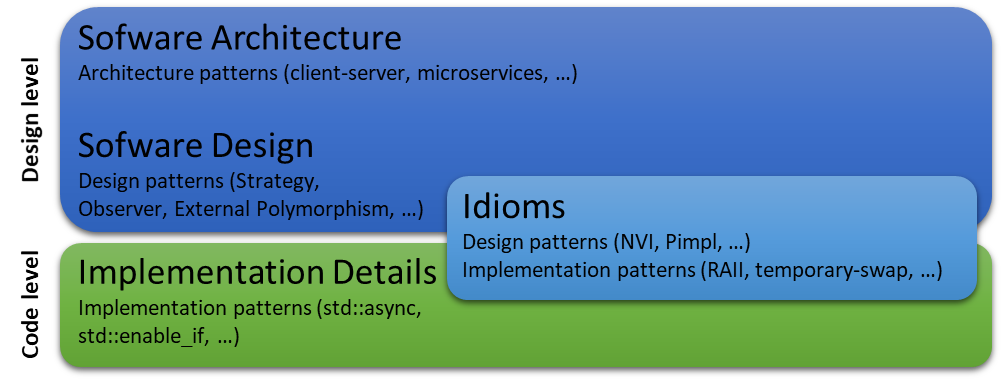 Design level
Sofware Architecture
Architecture patterns (client-server, microservices, ...)
Sofware Design
Design patterns (Strategy,
Observer, External Polymorphism, ...)
Idioms
Design patterns (NVI, Pimpl, ...)
Implementation patterns (RAII, temporary-swap, ...)
Code level
Implementation Details
Implementation patterns (std::async,
std::enable_if, ...)